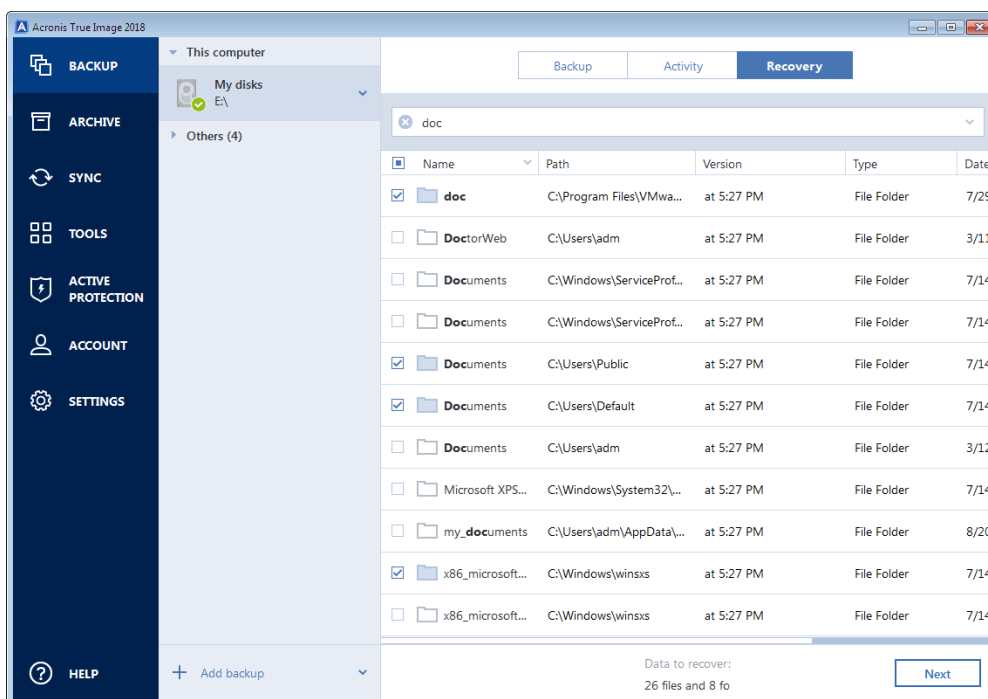 Acronis True Image 2018
BACKUP
ARCHIVE
SYNC
TOOLS
ACTIVE
PROTECTION
ACCOUNT
SETTINGS
HELP
This computer
My disks
E:\
Others (4)
Add backup
Backup Activity Recovery
doc
Name Path Version Type Date
doc C:\Program Files\VMwa... at 5:27 PM File Folder 7/29
DoctorWeb C:\Users\adm at 5:27 PM File Folder 3/11
Documents C:\Windows\ServiceProf... at 5:27 PM File Folder 7/14
Documents C:\Windows\ServiceProf... at 5:27 PM File Folder 7/14
Documents C:\Users\Public at 5:27 PM File Folder 7/14
Documents C:\Users\Default at 5:27 PM File Folder 7/14
Documents C:\Users\adm at 5:27 PM File Folder 3/12
Microsoft XPS... C:\Windows\System32\... at 5:27 PM File Folder 7/14
my_documents C:\Users\adm\AppData\... at 5:27 PM File Folder 8/20
x86_microsoft... C:\Windows\winsxs at 5:27 PM File Folder 7/14
x86_microsoft... C:\Windows\winsxs at 5:27 PM File Folder 7/14
Data to recover:
26 files and 8 fo
Next